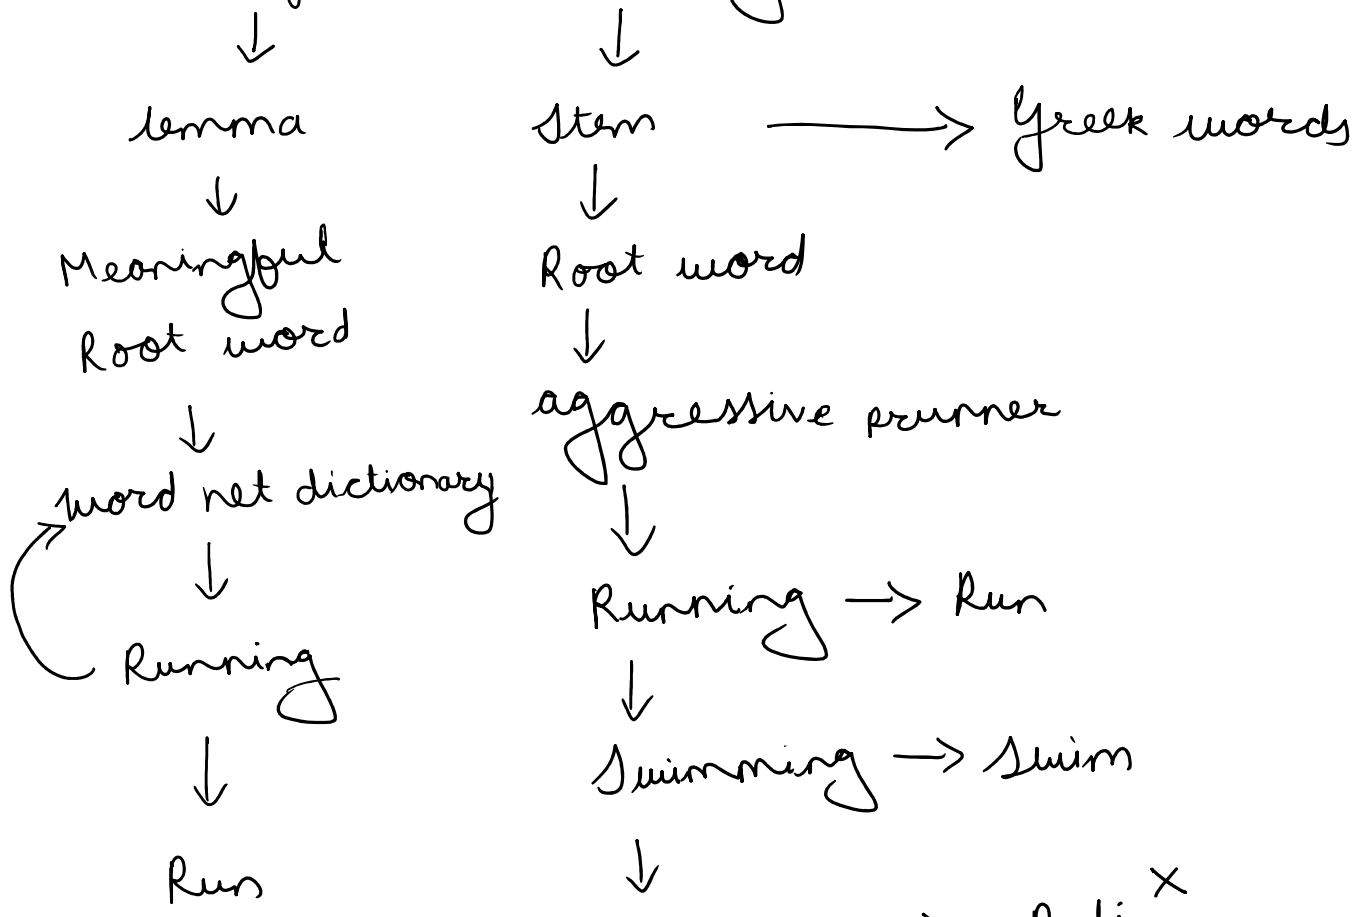 lemma
Stem → Greek words
Meaningful
Root word
Root word
aggressive prunner
word net dictionary
Running → Run
Running
Swimming → Swim
Run
x